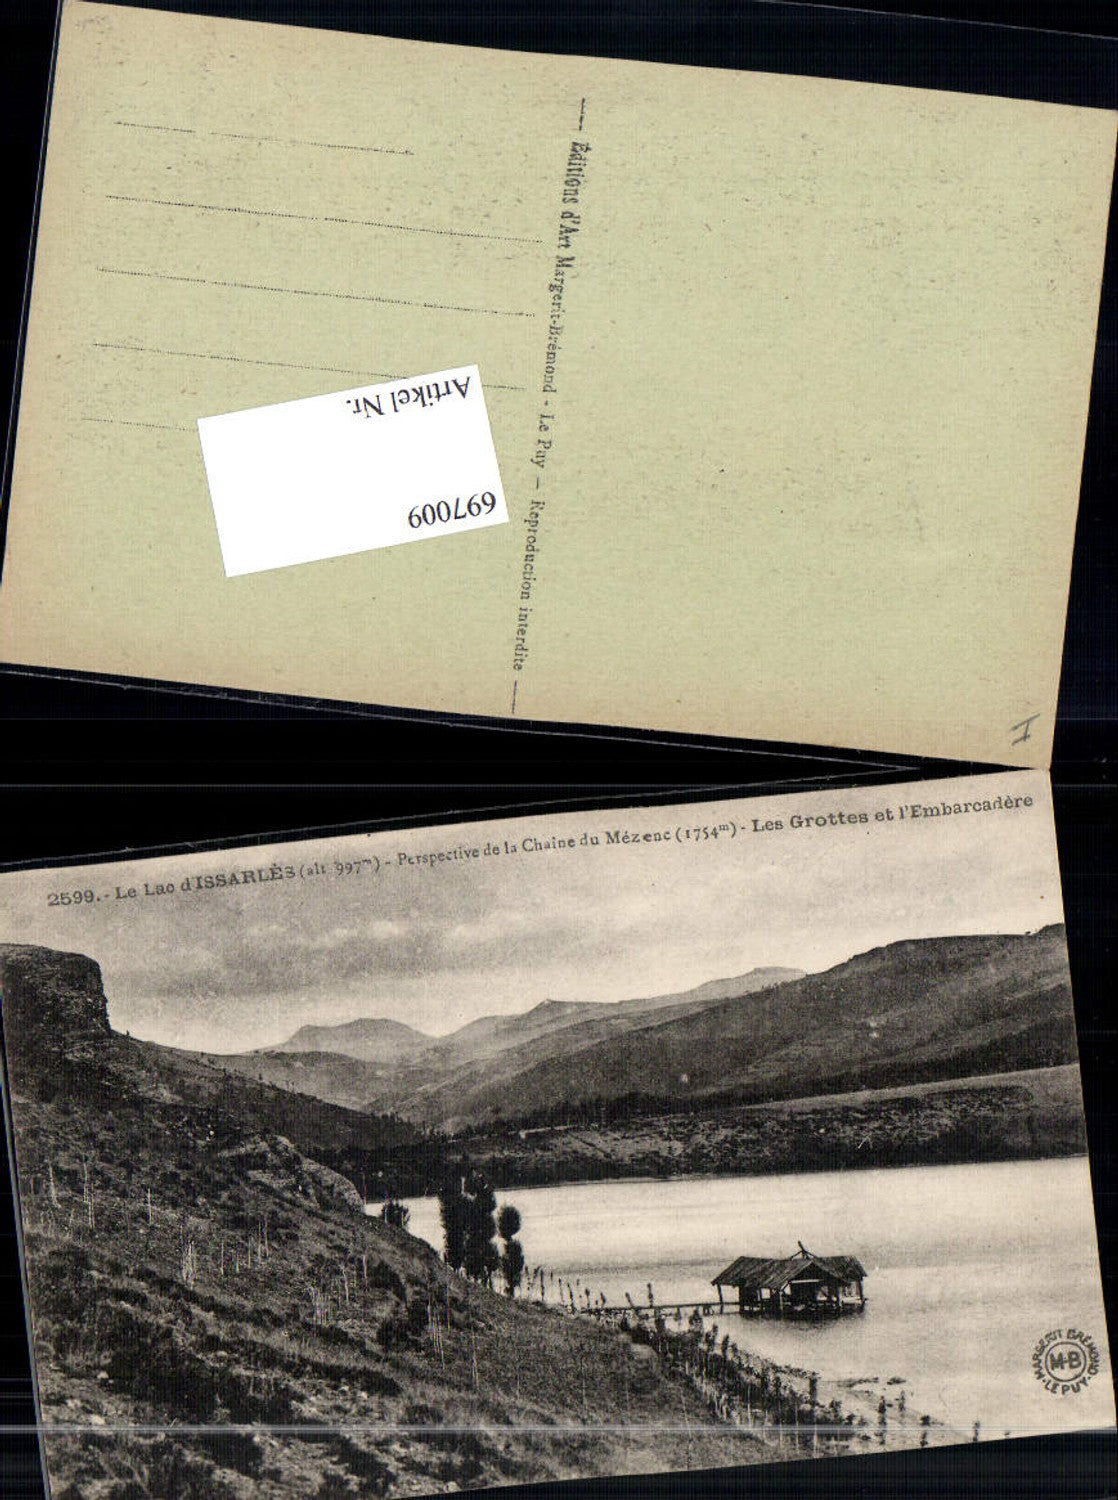 Éditions d'Art Margerit-Brémond - Le Puy — Reproduction interdite
Artikel Nr.
697009
I
2599. - Le Lac d'ISSARLÈS (alt 997m) - Perspective de la Chaîne du Mézenc (1754m) - Les Grottes et l'Embarcadère
MARGERIT BRÉMOND
M-B
LE PUY